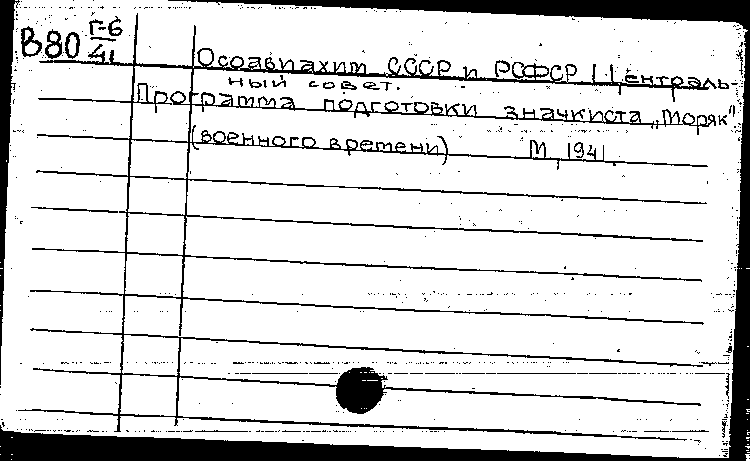 В80 Г-6
41
Осоавиахим СССР и РСФСР Централь-
ный совет.
Программа подготовки значкиста „Моряк"
(военного времени) М, 1941.